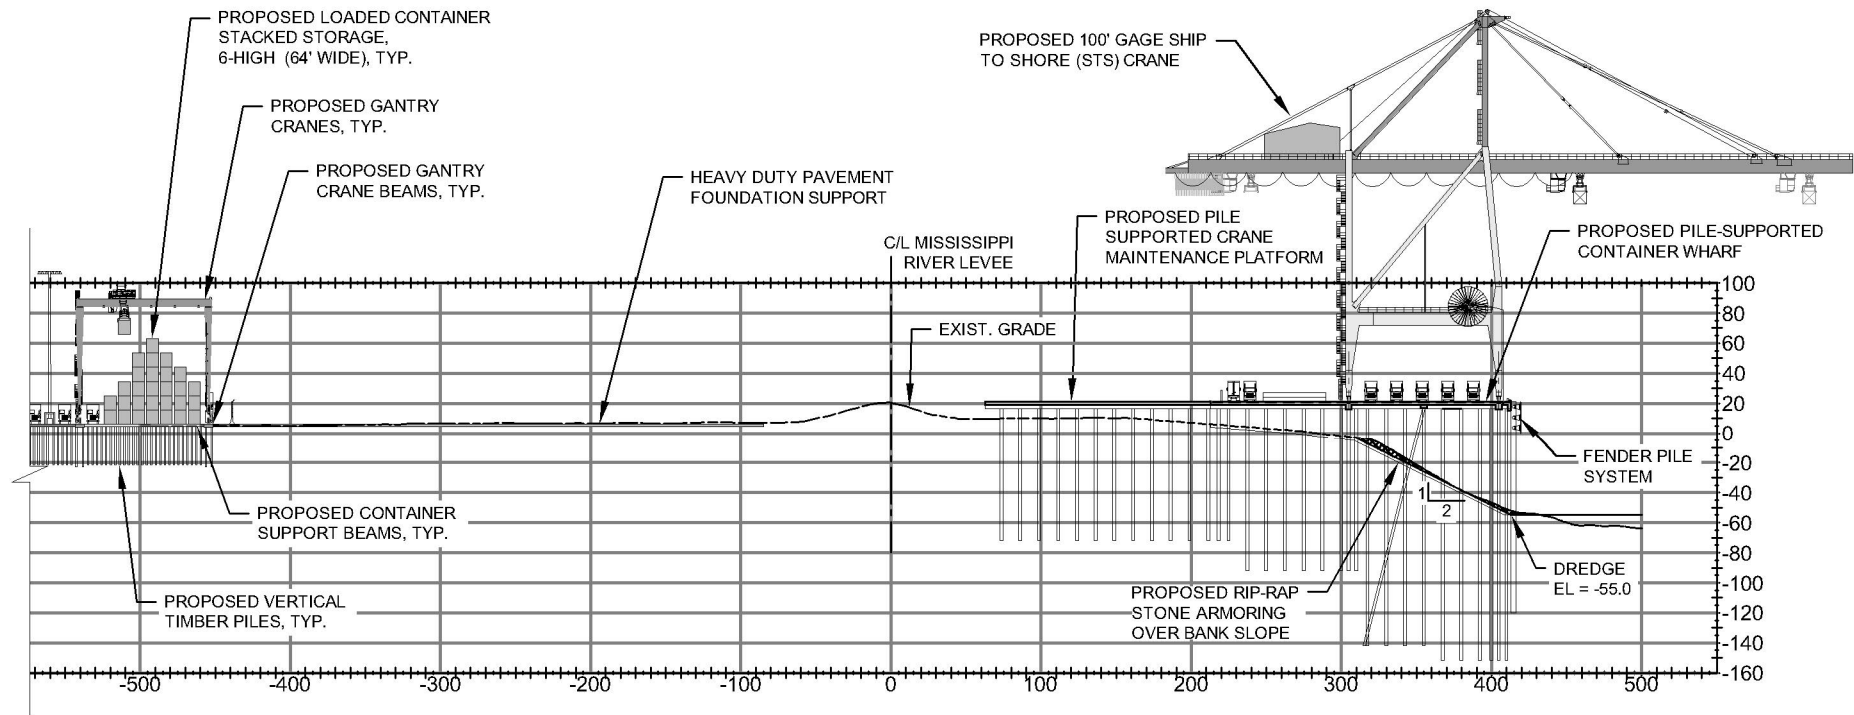 PROPOSED LOADED CONTAINER
STACKED STORAGE,
6-HIGH (64' WIDE), TYP.
PROPOSED GANTRY
CRANES, TYP.
PROPOSED GANTRY
CRANE BEAMS, TYP.
HEAVY DUTY PAVEMENT
FOUNDATION SUPPORT
C/L MISSISSIPPI
RIVER LEVEE
EXIST. GRADE
PROPOSED 100' GAGE SHIP
TO SHORE (STS) CRANE
PROPOSED PILE
SUPPORTED CRANE
MAINTENANCE PLATFORM
PROPOSED PILE-SUPPORTED
CONTAINER WHARF
FENDER PILE
SYSTEM
1
2
DREDGE
EL = -55.0
PROPOSED RIP-RAP
STONE ARMORING
OVER BANK SLOPE
PROPOSED CONTAINER
SUPPORT BEAMS, TYP.
PROPOSED VERTICAL
TIMBER PILES, TYP.
100
80
60
40
20
0
-20
-40
-60
-80
-100
-120
-140
-160
-500 -400 -300 -200 -100 0 100 200 300 400 500